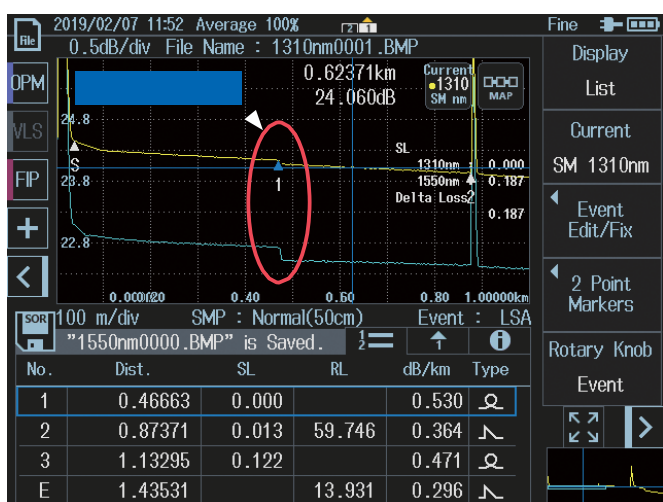 2019/02/07 11:52 Average 100% 2 1 Fine
File 0.5dB/div File Name : 1310nm0001.BMP
Display
List
OPM
0.62371km
24.060dB
Current
1310
SM nm
MAP
VLS
24.8
Current
SM 1310nm
S
1
SL
1310nm : 0.000
1550nm : 0.187
Delta Loss
2
0.187
FIP
23.8
Event
Edit/Fix
+
22.8
2 Point
Markers
0.40 0.60 0.80 1.00000km
SOR 100 m/div SMP : Normal(50cm) Event : LSA
"1550nm0000.BMP" is Saved.
Rotary Knob
Event
No. Dist. SL RL dB/km Type
1 0.46663 0.000 0.530
2 0.87371 0.013 59.746 0.364
3 1.13295 0.122 0.471
E 1.43531 13.931 0.296